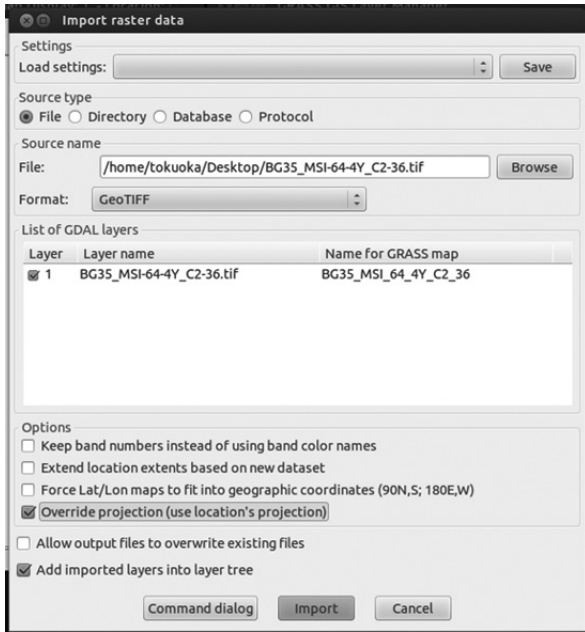 Import raster data
Settings
Load settings:
Save
Source type
File Directory Database Protocol
Source name
File: /home/tokuoka/Desktop/BG35_MSI-64-4Y_C2-36.tif Browse
Format: GeoTIFF
List of GDAL layers
Layer Layer name Name for GRASS map
1 BG35_MSI-64-4Y_C2-36.tif BG35_MSI_64_4Y_C2_36
Options
Keep band numbers instead of using band color names
Extend location extents based on new dataset
Force Lat/Lon maps to fit into geographic coordinates (90N,S; 180E,W)
Override projection (use location's projection)
Allow output files to overwrite existing files
Add imported layers into layer tree
Command dialog Import Cancel